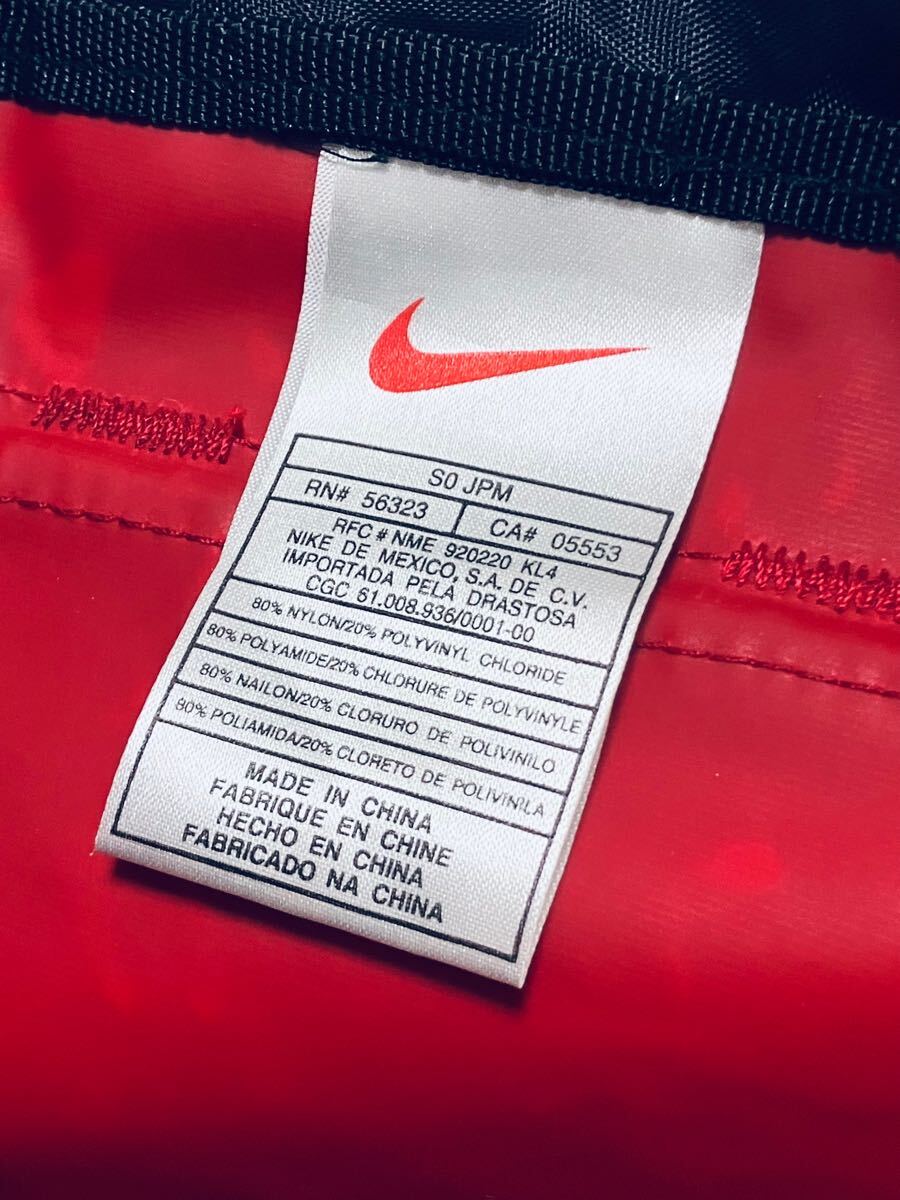 S0 JPM
RN# 56323 CA# 05553
RFC # NME 920220 KL4
NIKE DE MEXICO, S.A. DE C.V.
IMPORTADA PELA DRASTOSA
CGC 61.008.936/0001-00
80% NYLON/20% POLYVINYL CHLORIDE
80% POLYAMIDE/20% CHLORURE DE POLYVINYLE
80% NAILON/20% CLORURO DE POLIVINILO
80% POLIAMIDA/20% CLORETO DE POLIVINILA
MADE IN CHINA
FABRIQUE EN CHINE
HECHO EN CHINA
FABRICADO NA CHINA